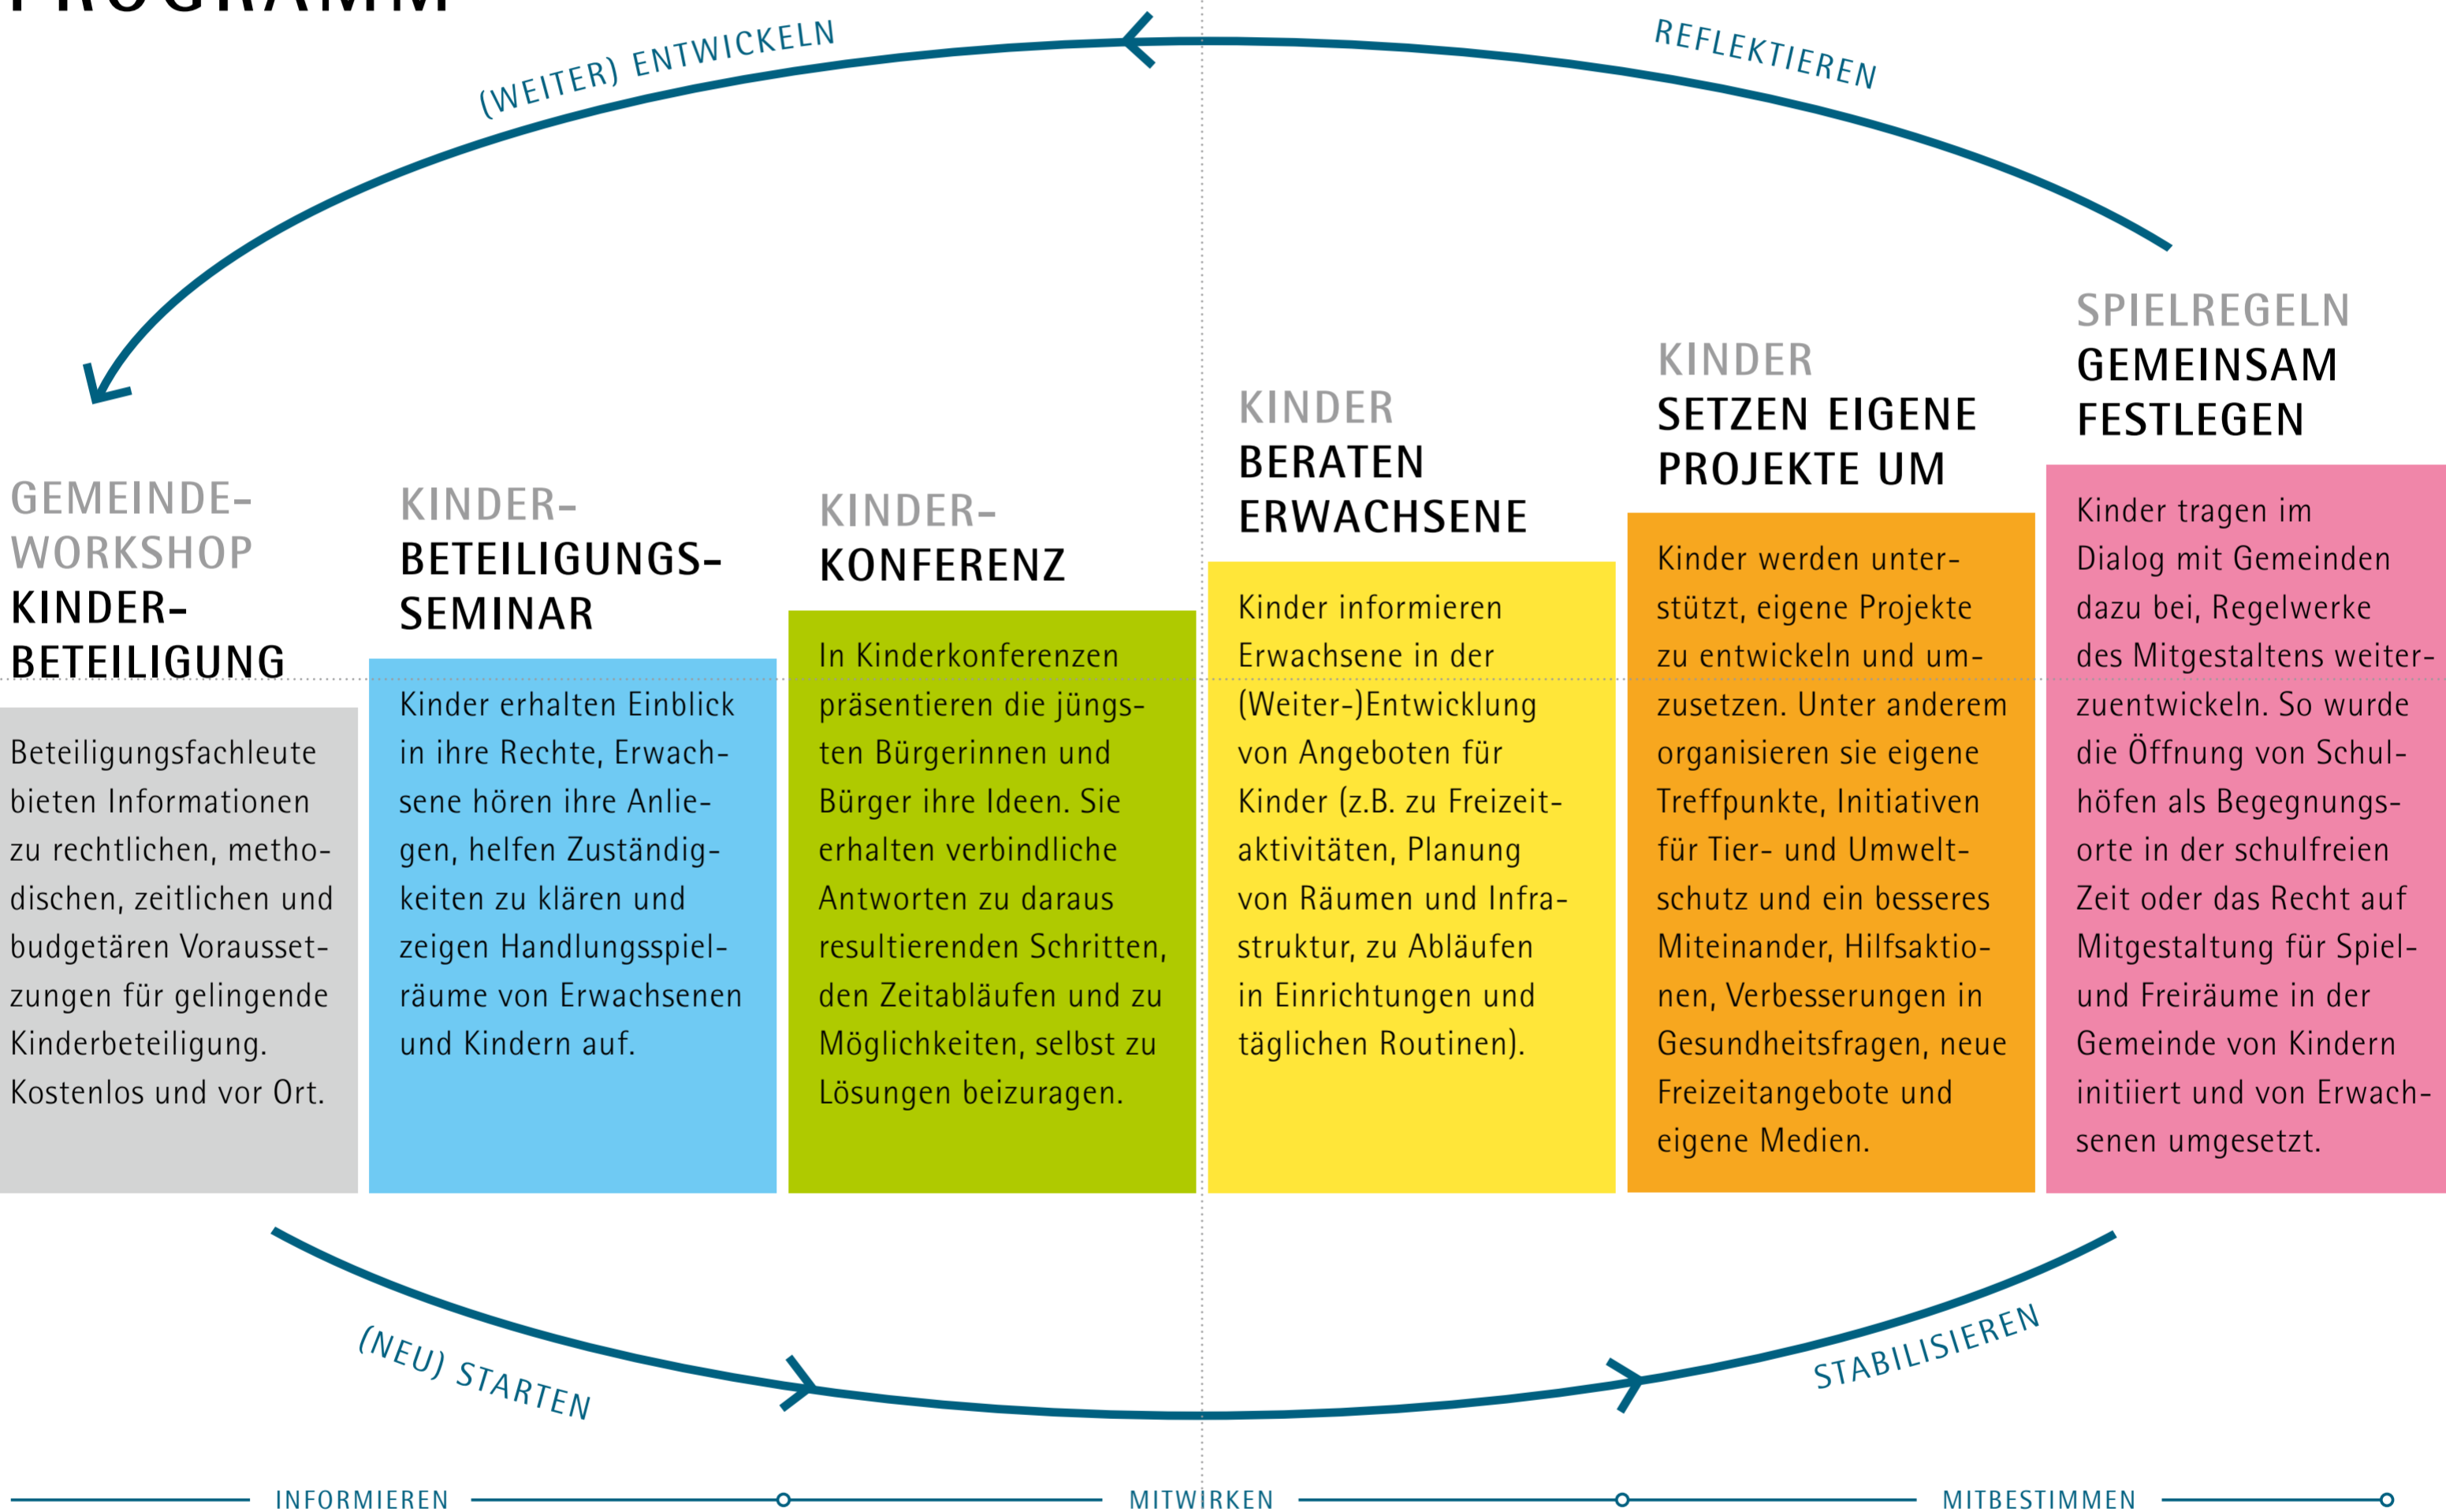 PROGRAMM
(WEITER) ENTWICKELN
REFLEKTIEREN
GEMEINDE-
WORKSHOP
KINDER-
BETEILIGUNG
Beteiligungsfachleute
bieten Informationen
zu rechtlichen, metho-
dischen, zeitlichen und
budgetären Vorausset-
zungen für gelingende
Kinderbeteiligung.
Kostenlos und vor Ort.
KINDER-
BETEILIGUNGS-
SEMINAR
Kinder erhalten Einblick
in ihre Rechte, Erwach-
sene hören ihre Anlie-
gen, helfen Zuständig-
keiten zu klären und
zeigen Handlungsspiel-
räume von Erwachsenen
und Kindern auf.
KINDER-
KONFERENZ
In Kinderkonferenzen
präsentieren die jüngs-
ten Bürgerinnen und
Bürger ihre Ideen. Sie
erhalten verbindliche
Antworten zu daraus
resultierenden Schritten,
den Zeitabläufen und zu
Möglichkeiten, selbst zu
Lösungen beizuragen.
KINDER
BERATEN
ERWACHSENE
Kinder informieren
Erwachsene in der
(Weiter-)Entwicklung
von Angeboten für
Kinder (z.B. zu Freizeit-
aktivitäten, Planung
von Räumen und Infra-
struktur, zu Abläufen
in Einrichtungen und
täglichen Routinen).
KINDER
SETZEN EIGENE
PROJEKTE UM
Kinder werden unter-
stützt, eigene Projekte
zu entwickeln und um-
zusetzen. Unter anderem
organisieren sie eigene
Treffpunkte, Initiativen
für Tier- und Umwelt-
schutz und ein besseres
Miteinander, Hilfsaktio-
nen, Verbesserungen in
Gesundheitsfragen, neue
Freizeitangebote und
eigene Medien.
SPIELREGELN
GEMEINSAM
FESTLEGEN
Kinder tragen im
Dialog mit Gemeinden
dazu bei, Regelwerke
des Mitgestaltens weiter-
zuentwickeln. So wurde
die Öffnung von Schul-
höfen als Begegnungs-
orte in der schulfreien
Zeit oder das Recht auf
Mitgestaltung für Spiel-
und Freiräume in der
Gemeinde von Kindern
initiiert und von Erwach-
senen umgesetzt.
(NEU) STARTEN
STABILISIEREN
INFORMIEREN
MITWIRKEN
MITBESTIMMEN